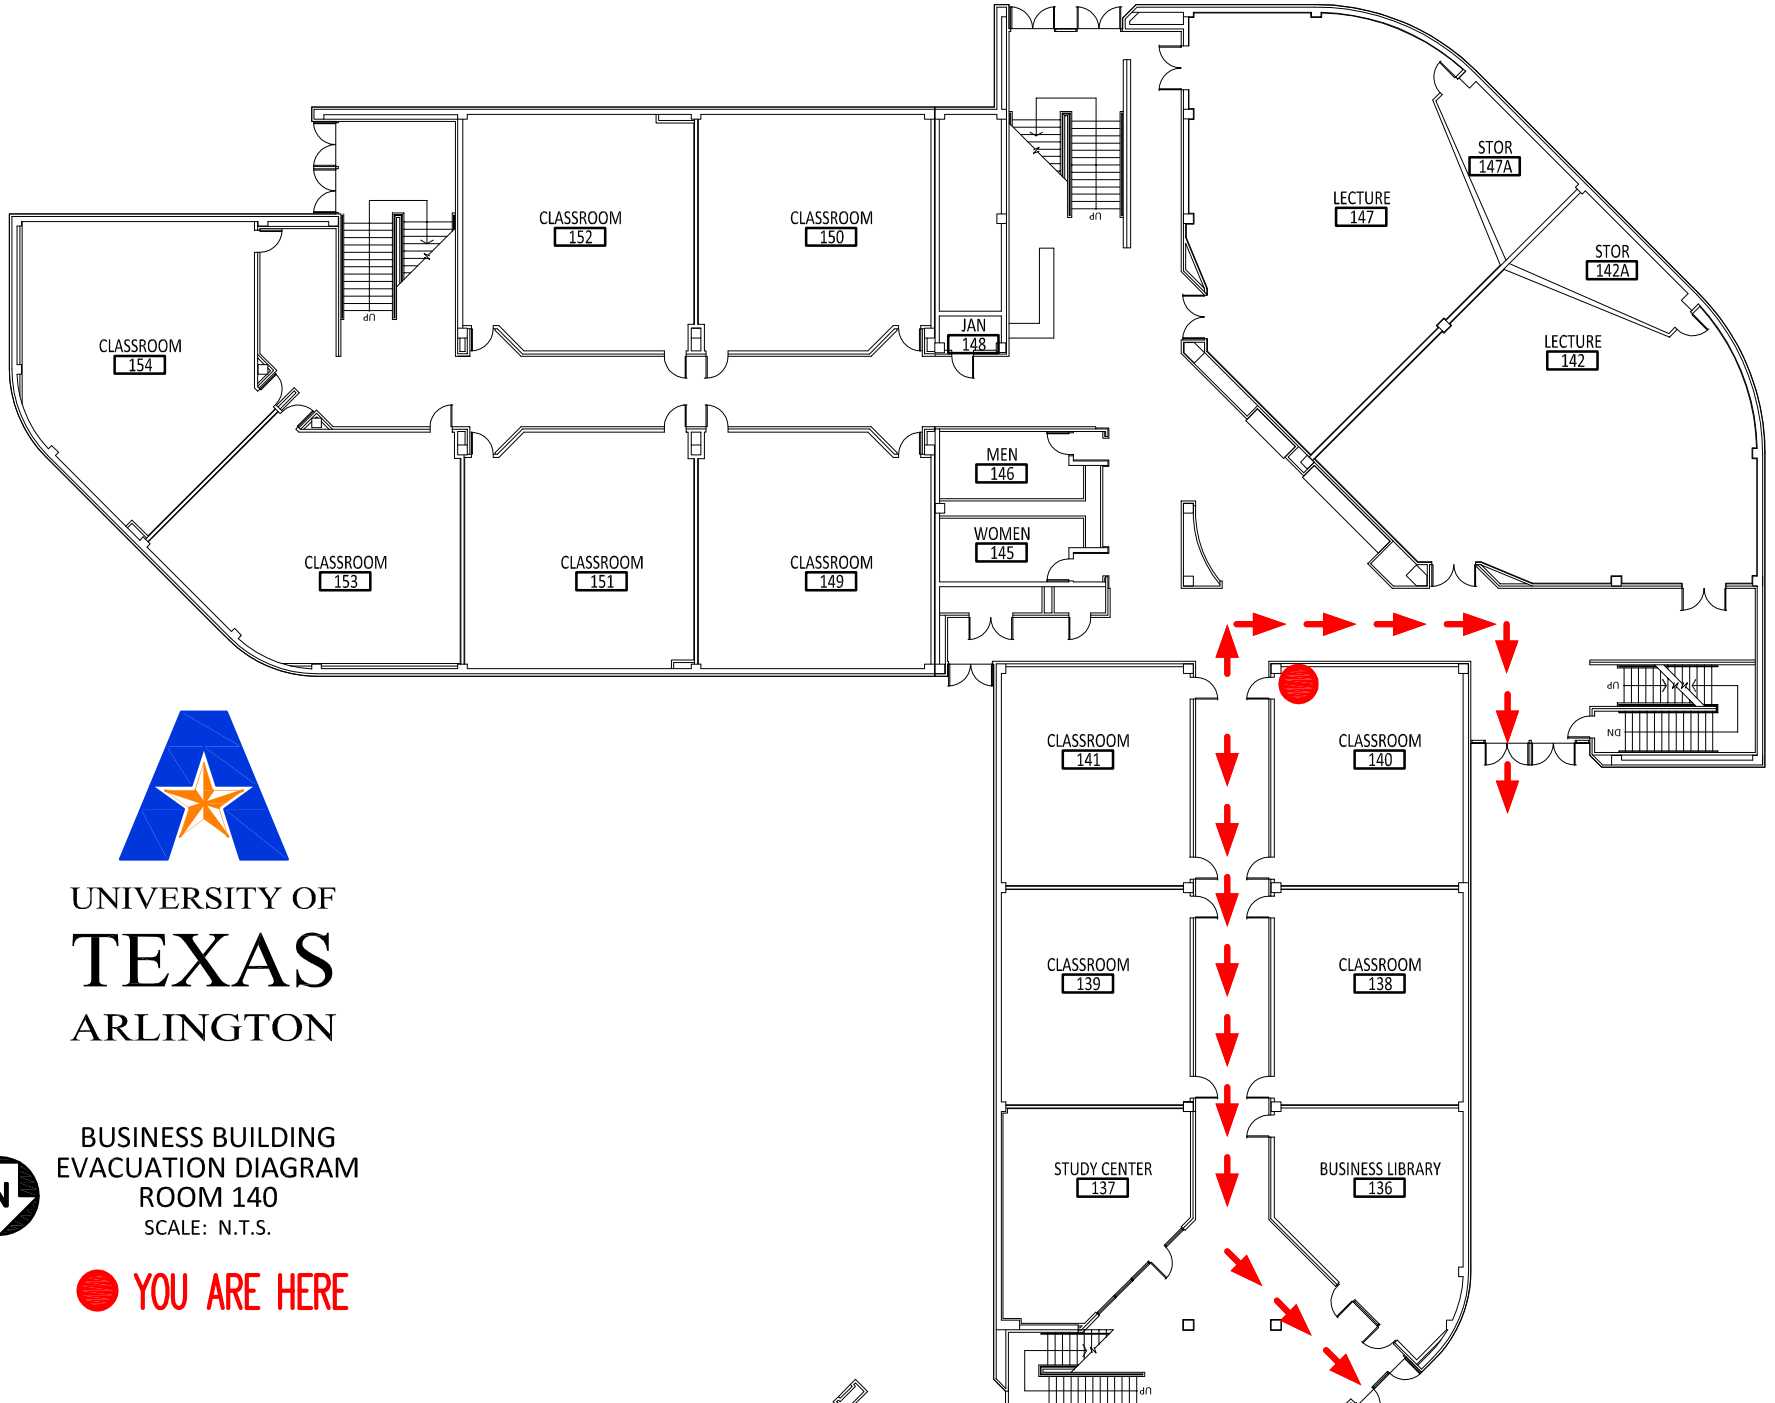 STOR
147A
LECTURE
147
CLASSROOM
152
CLASSROOM
150
STOR
142A
UP
UP
JAN
148
CLASSROOM
154
LECTURE
142
MEN
146
WOMEN
145
CLASSROOM
153
CLASSROOM
151
CLASSROOM
149
UP
DN
CLASSROOM
141
CLASSROOM
140
CLASSROOM
139
CLASSROOM
138
STUDY CENTER
137
BUSINESS LIBRARY
136
UP
UNIVERSITY OF
TEXAS
ARLINGTON
N
BUSINESS BUILDING
EVACUATION DIAGRAM
ROOM 140
SCALE: N.T.S.
YOU ARE HERE